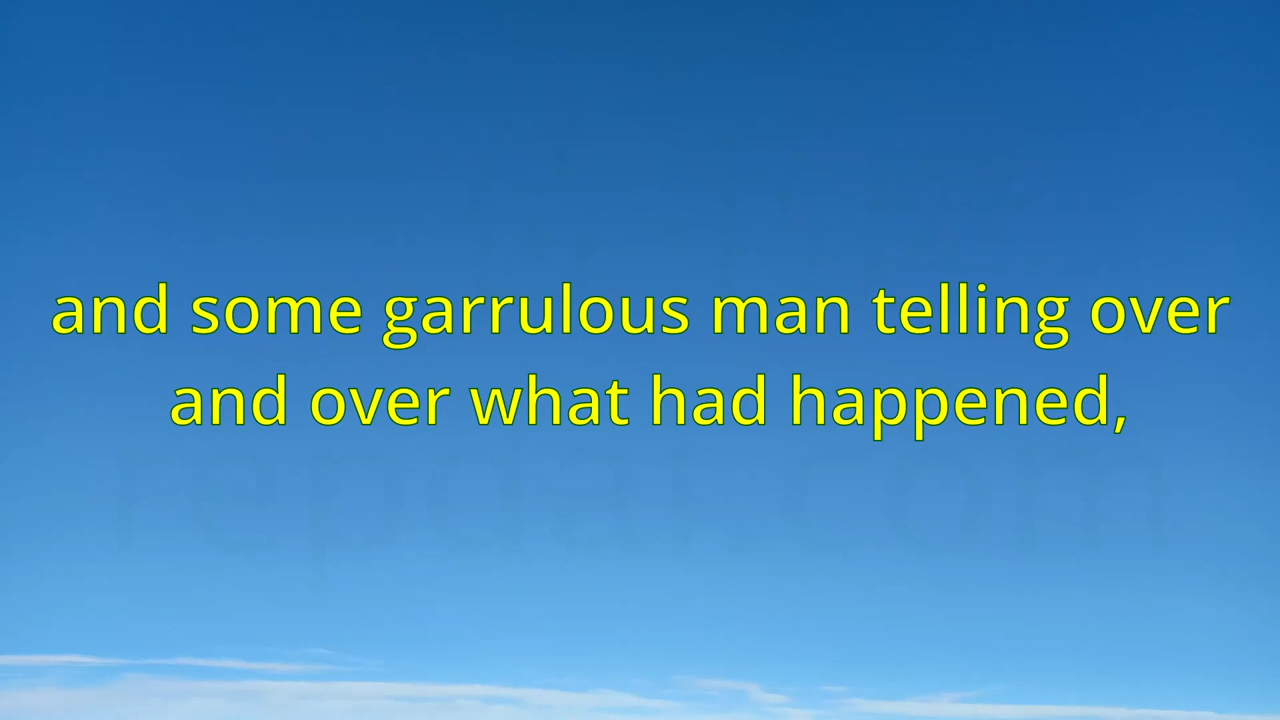 and some garrulous man telling over
and over what had happened,